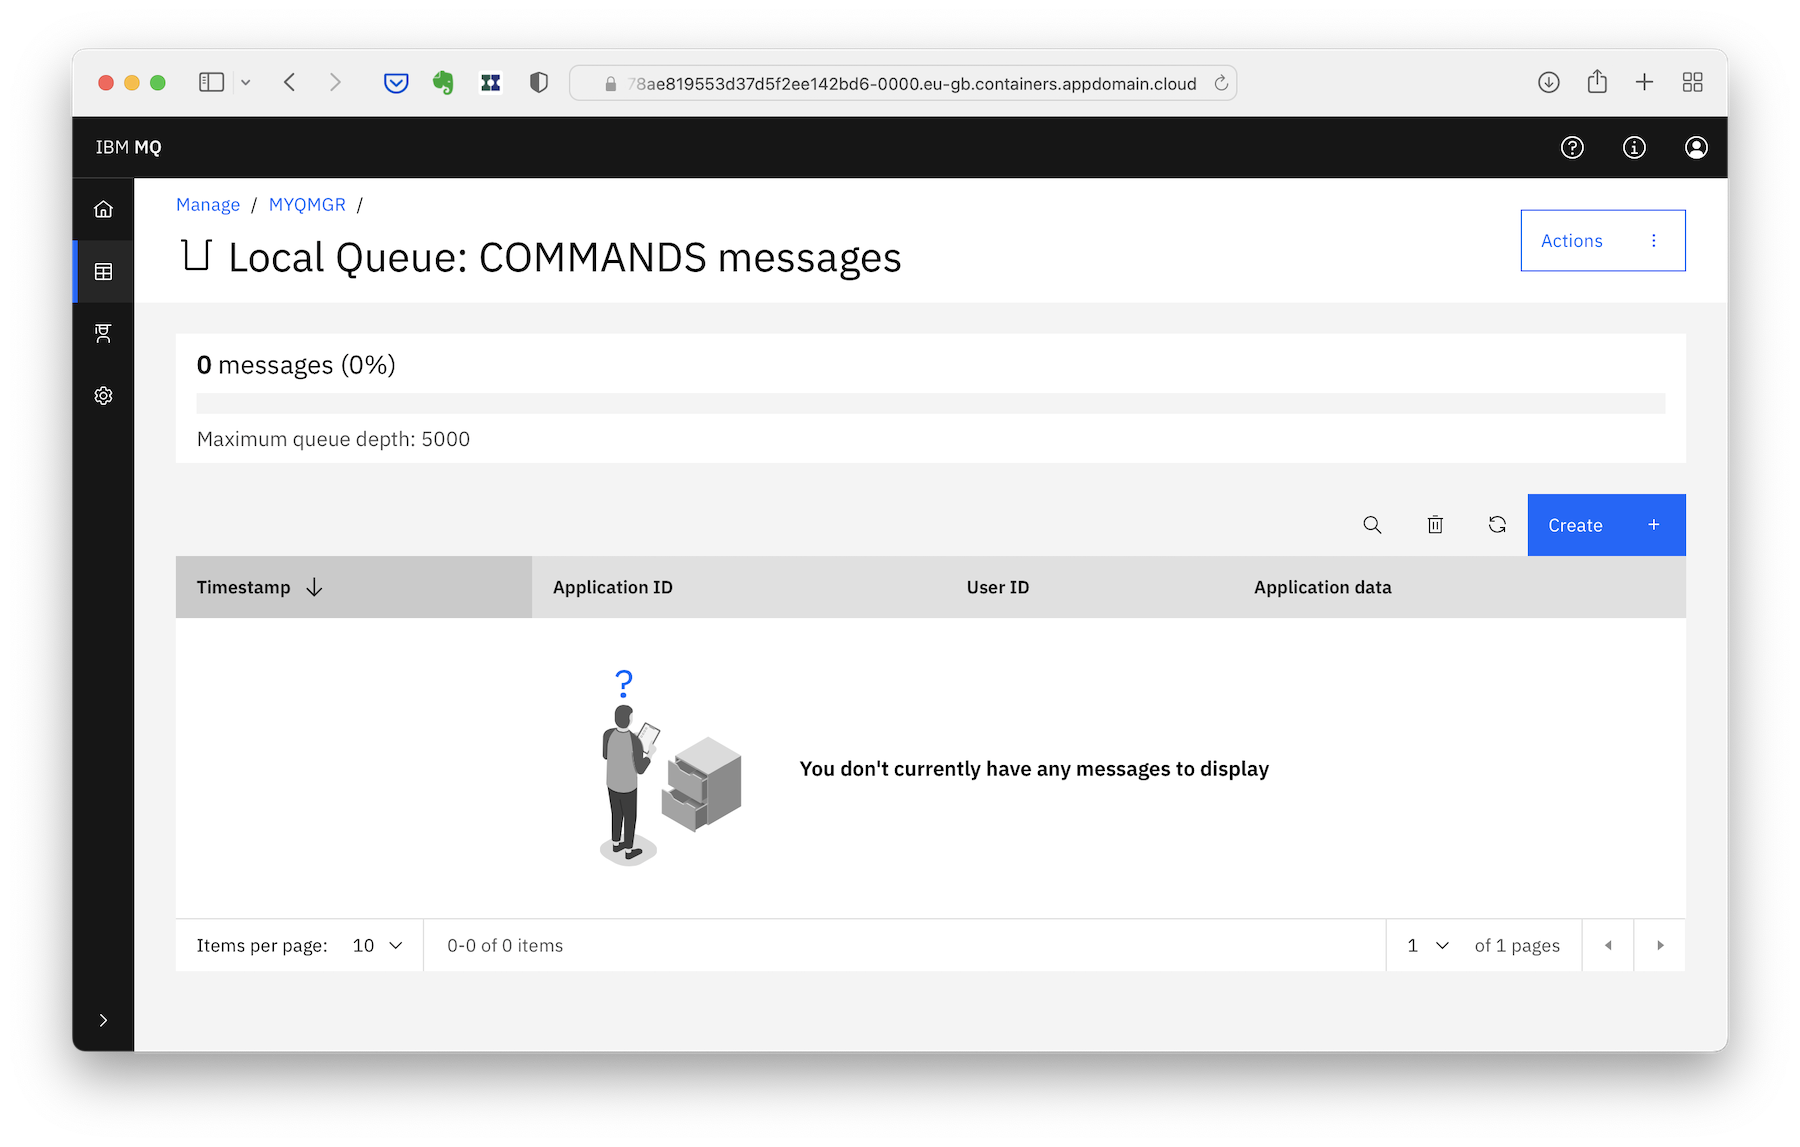 78ae819553d37d5f2ee142bd6-0000.eu-gb.containers.appdomain.cloud
IBM MQ
Manage / MYQMGR /
Local Queue: COMMANDS messages
Actions
0 messages (0%)
Maximum queue depth: 5000
Create +
Timestamp Application ID User ID Application data
?
You don't currently have any messages to display
Items per page: 10 0-0 of 0 items 1 of 1 pages